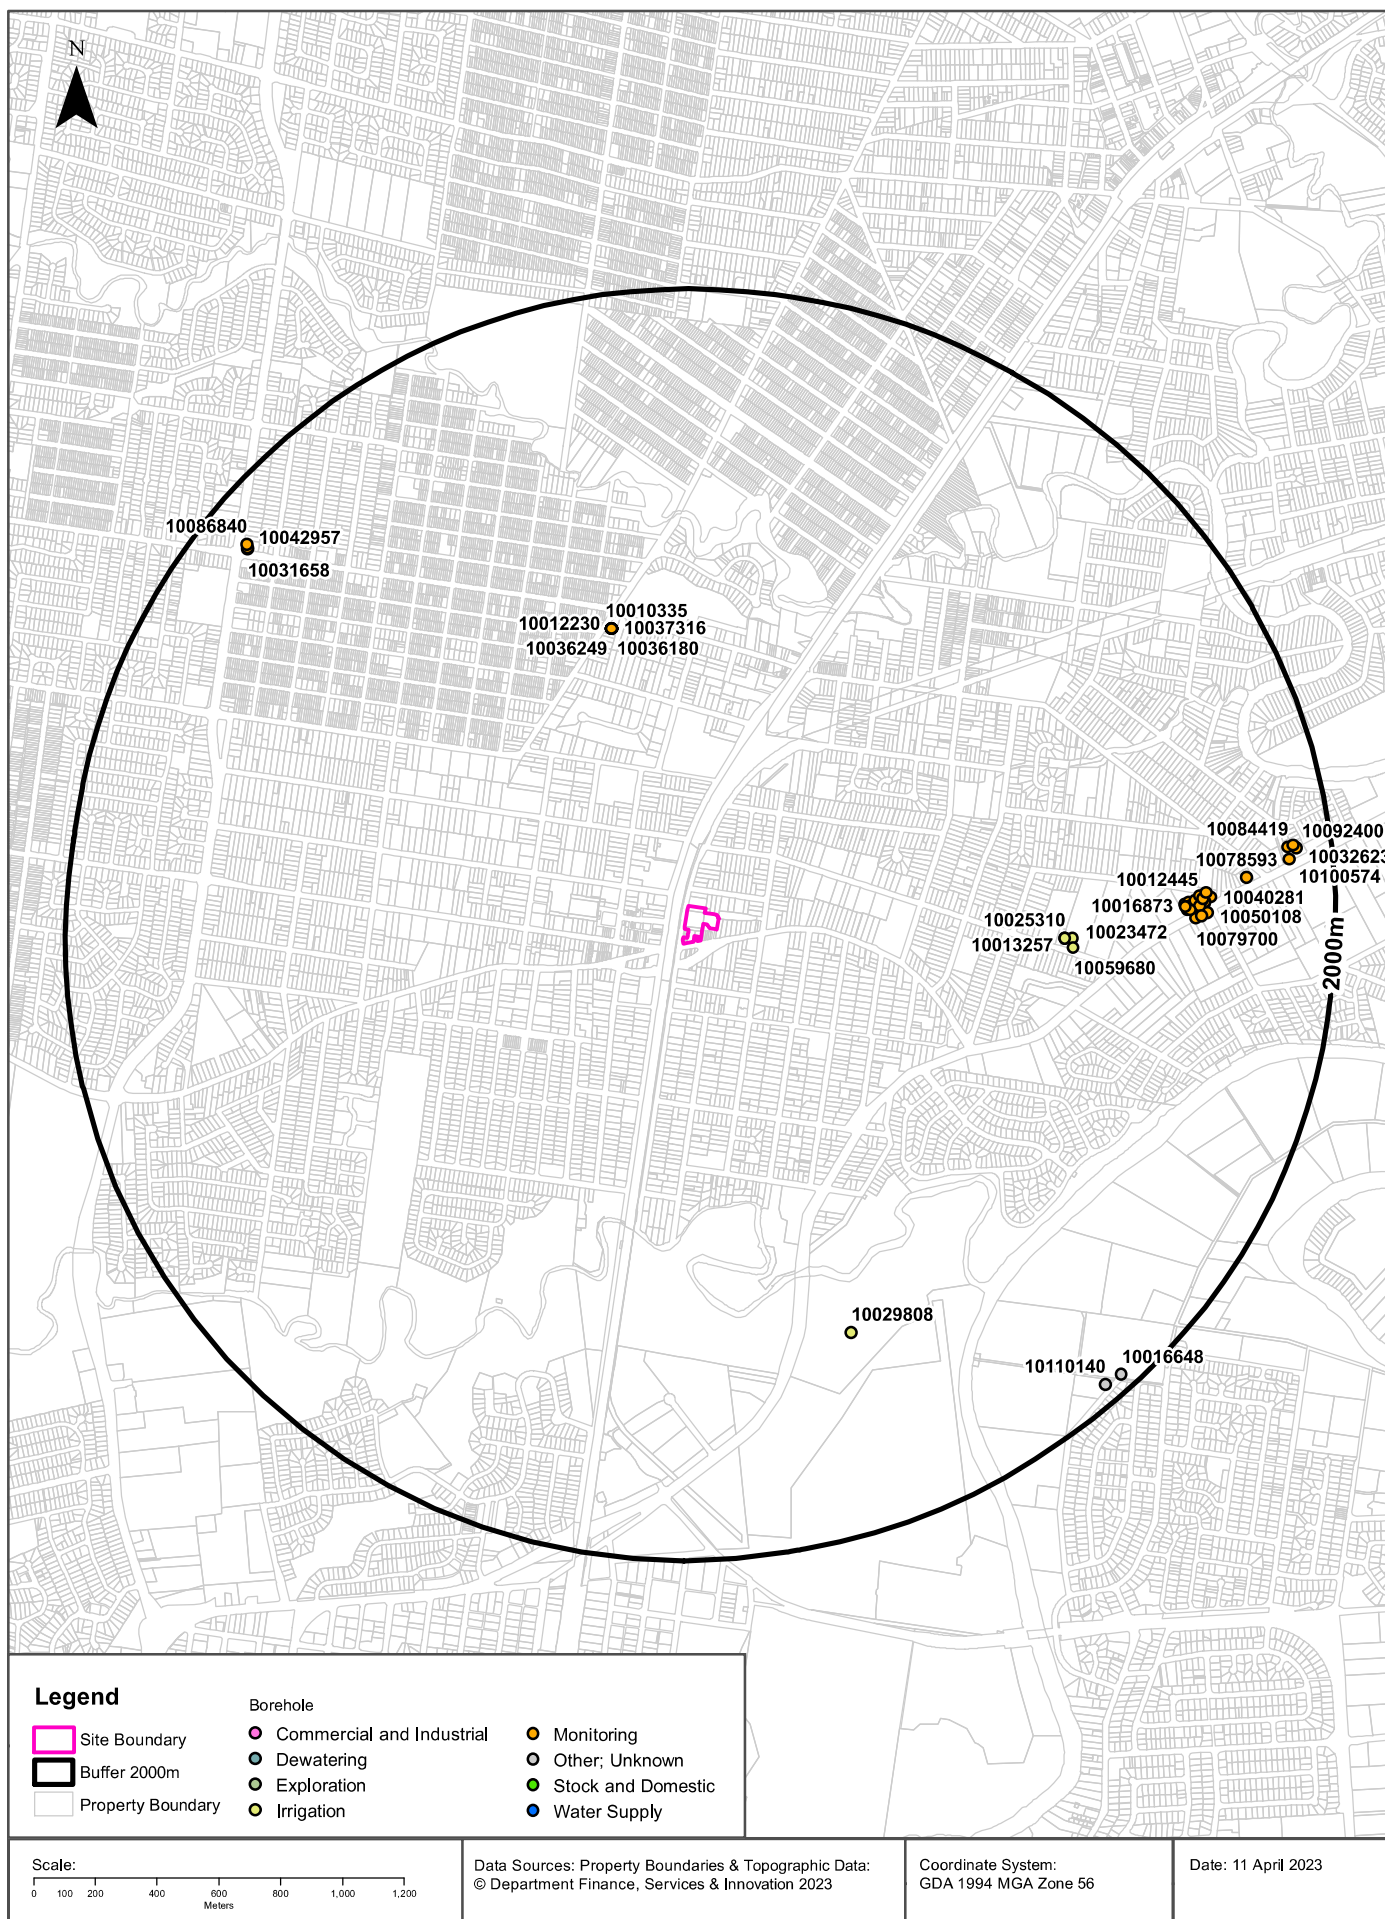 N
10086840
10042957
10031658
10010335
10012230
10037316
10036249
10036180
10084419
10092400
10078593
10032623
10100574
10012445
10040281
10016873
10050108
10025310
10023472
10079700
10013257
10059680
2000m
10029808
10016648
10110140
Legend
Site Boundary
Buffer 2000m
Property Boundary
Borehole
Commercial and Industrial
Dewatering
Exploration
Irrigation
Monitoring
Other; Unknown
Stock and Domestic
Water Supply
Scale:
0 100 200 400 600 800 1,000 1,200
Meters
Data Sources: Property Boundaries & Topographic Data:
© Department Finance, Services & Innovation 2023
Coordinate System:
GDA 1994 MGA Zone 56
Date: 11 April 2023